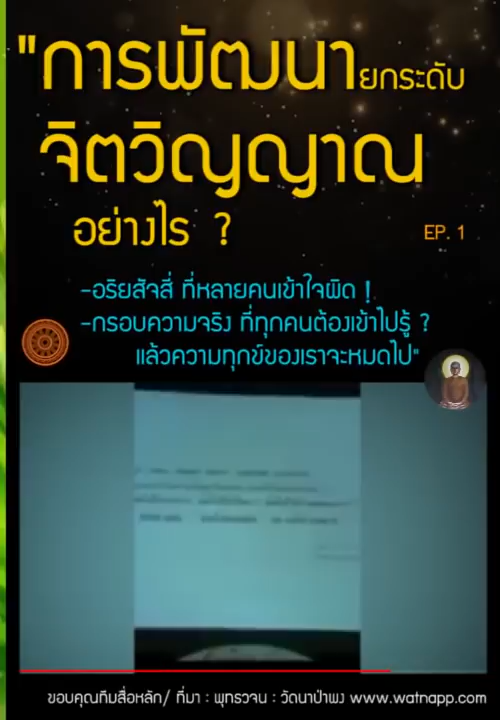 "การพัฒนายกระดับ
จิตวิญญาณ
อย่างไร ?
EP. 1
-อริยสัจสี่ ที่หลายคนเข้าใจผิด !
-กรอบความจริง ที่ทุกคนต้องเข้าไปรู้ ?
แล้วความทุกข์ของเราจะหมดไป"
ขอบคุณทีมสื่อหลัก/ ที่มา : พุทธวจน : วัดนาป่าพง www.watnapp.com